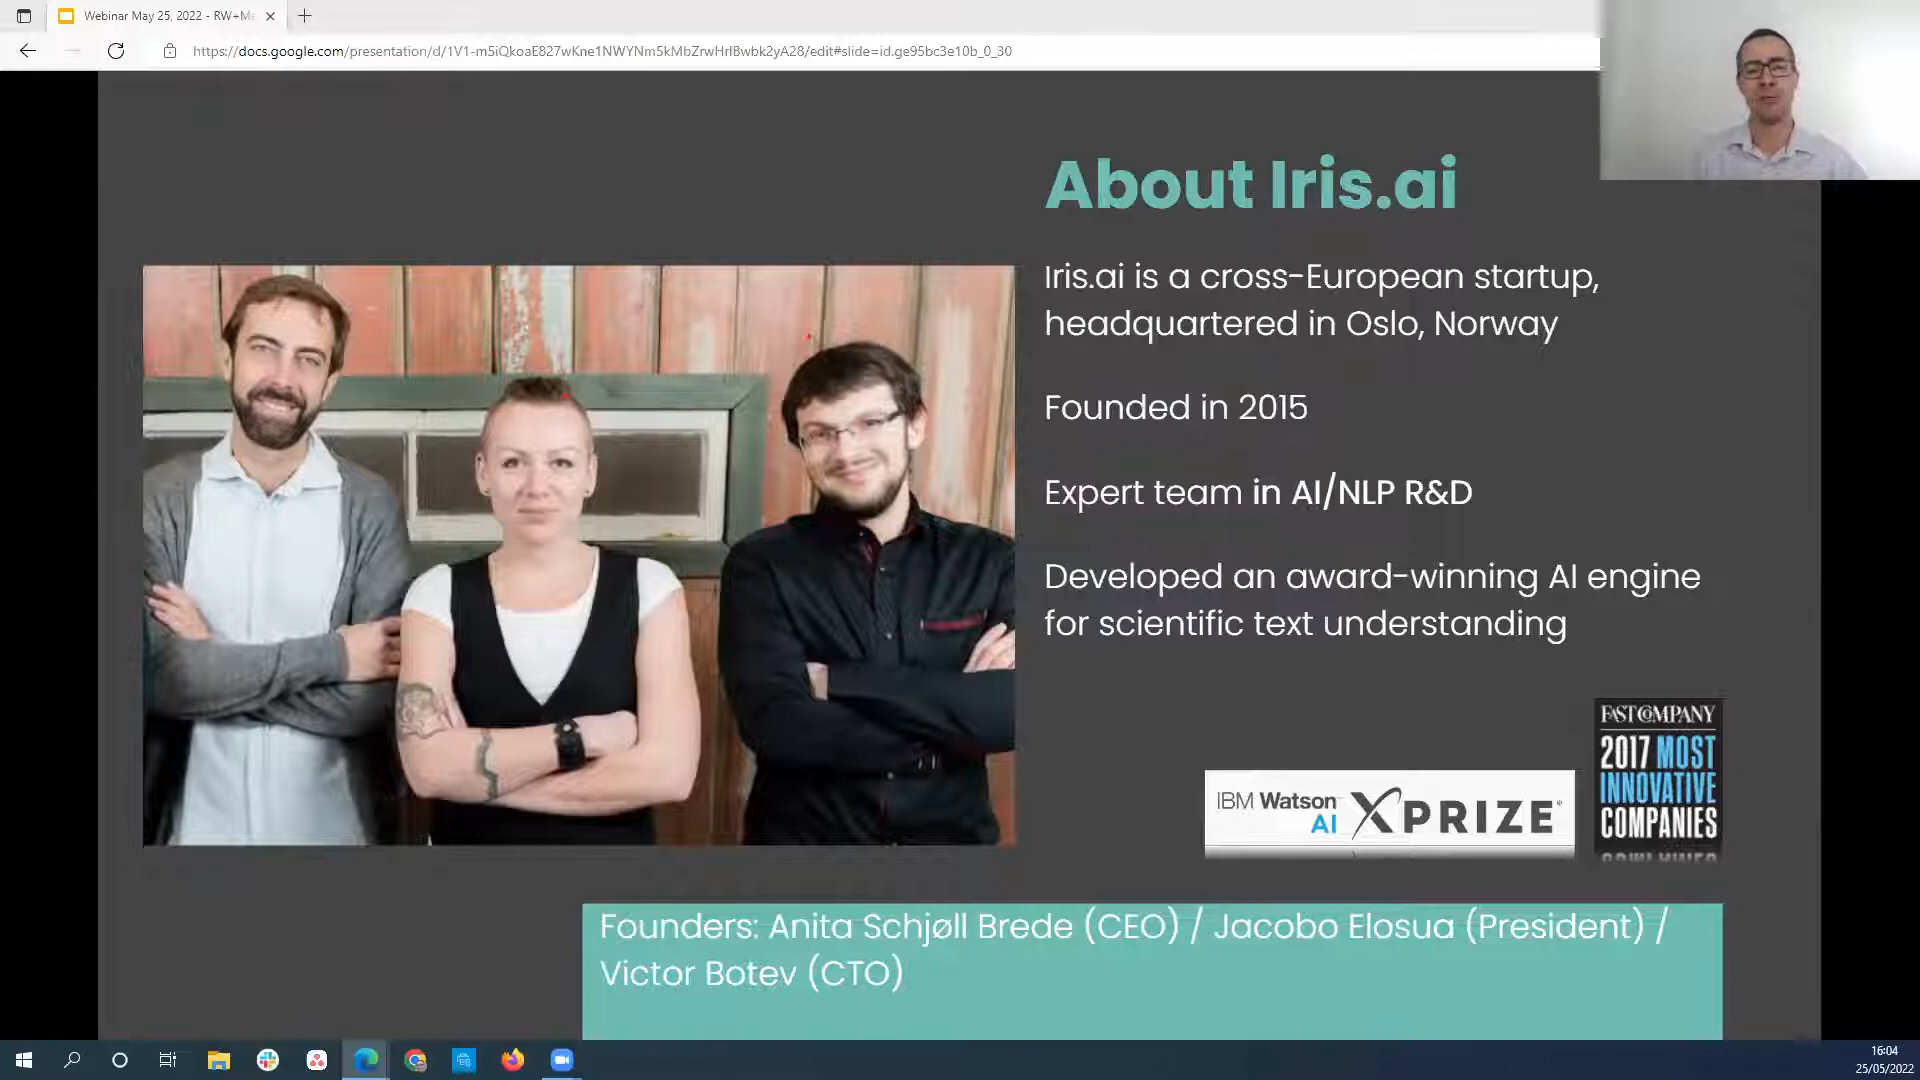 Webinar May 25, 2022 - RW+Me
https://docs.google.com/presentation/d/1V1-m5iQkoaE827wKne1NWYNm5kMbZrwHrlBwbk2yA28/edit#slide=id.ge95bc3e10b_0_30
About Iris.ai
Iris.ai is a cross-European startup,
headquartered in Oslo, Norway
Founded in 2015
Expert team in AI/NLP R&D
Developed an award-winning AI engine
for scientific text understanding
IBM Watson
AI
XPRIZE
FAST COMPANY
2017 MOST
INNOVATIVE
COMPANIES
Founders: Anita Schjøll Brede (CEO) / Jacobo Elosua (President) /
Victor Botev (CTO)
16:04
25/05/2022